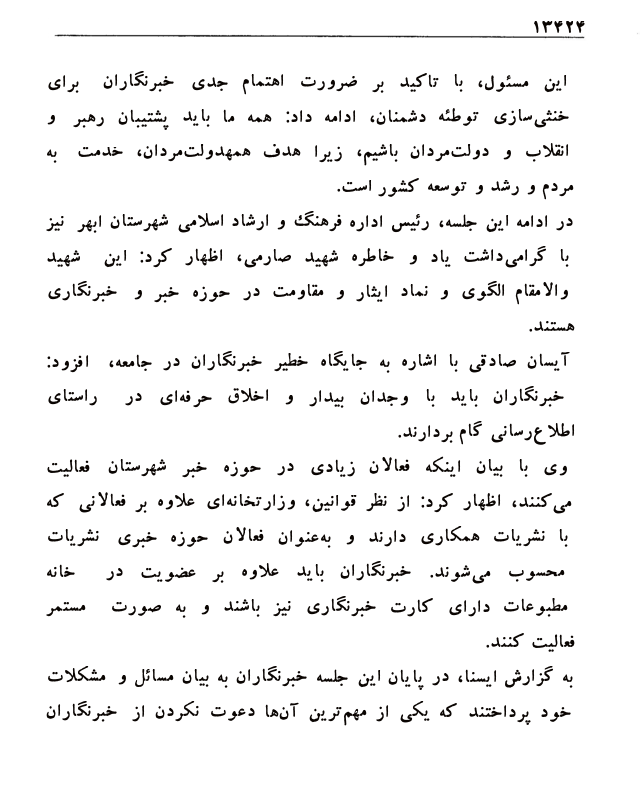 ۱۳۴۲۴
این مسئول، با تاکید بر ضرورت اهتمام جدی خبرنگاران برای
خنثی‌سازی توطئه دشمنان، ادامه داد: همه ما باید پشتیبان رهبر و
انقلاب و دولت‌مردان باشیم، زیرا هدف همهدولت‌مردان، خدمت به
مردم و رشد و توسعه کشور است.
در ادامه این جلسه، رئیس اداره فرهنگ و ارشاد اسلامی شهرستان ابهر نیز
با گرامی‌داشت یاد و خاطره شهید صارمی، اظهار کرد: این شهید
والامقام الگوی و نماد ایثار و مقاومت در حوزه خبر و خبرنگاری
هستند.
آیسان صادقی با اشاره به جایگاه خطیر خبرنگاران در جامعه، افزود:
خبرنگاران باید با وجدان بیدار و اخلاق حرفه‌ای در راستای
اطلاع‌رسانی گام بردارند.
وی با بیان اینکه فعالان زیادی در حوزه خبر شهرستان فعالیت
می‌کنند، اظهار کرد: از نظر قوانین، وزارتخانه‌ای علاوه بر فعالانی که
با نشریات همکاری دارند و به‌عنوان فعالان حوزه خبری نشریات
محسوب می‌شوند. خبرنگاران باید علاوه بر عضویت در خانه
مطبوعات دارای کارت خبرنگاری نیز باشند و به صورت مستمر
فعالیت کنند.
به گزارش ایسنا، در پایان این جلسه خبرنگاران به بیان مسائل و مشکلات
خود پرداختند که یکی از مهم‌ترین آن‌ها دعوت نکردن از خبرنگاران